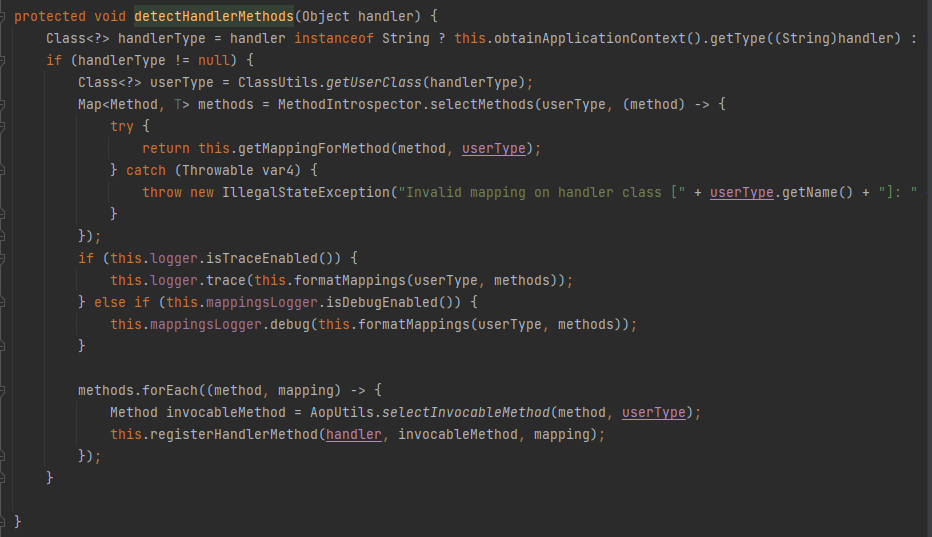 protected void detectHandlerMethods(Object handler) {
Class<?> handlerType = handler instanceof String ? this.obtainApplicationContext().getType((String)handler) :
if (handlerType != null) {
Class<?> userType = ClassUtils.getUserClass(handlerType);
Map<Method, T> methods = MethodIntrospector.selectMethods(userType, (method) -> {
try {
return this.getMappingForMethod(method, userType);
} catch (Throwable var4) {
throw new IllegalStateException("Invalid mapping on handler class [" + userType.getName() + "]: "
}
});
if (this.logger.isTraceEnabled()) {
this.logger.trace(this.formatMappings(userType, methods));
} else if (this.mappingsLogger.isDebugEnabled()) {
this.mappingsLogger.debug(this.formatMappings(userType, methods));
}
methods.forEach((method, mapping) -> {
Method invocableMethod = AopUtils.selectInvocableMethod(method, userType);
this.registerHandlerMethod(handler, invocableMethod, mapping);
});
}
}